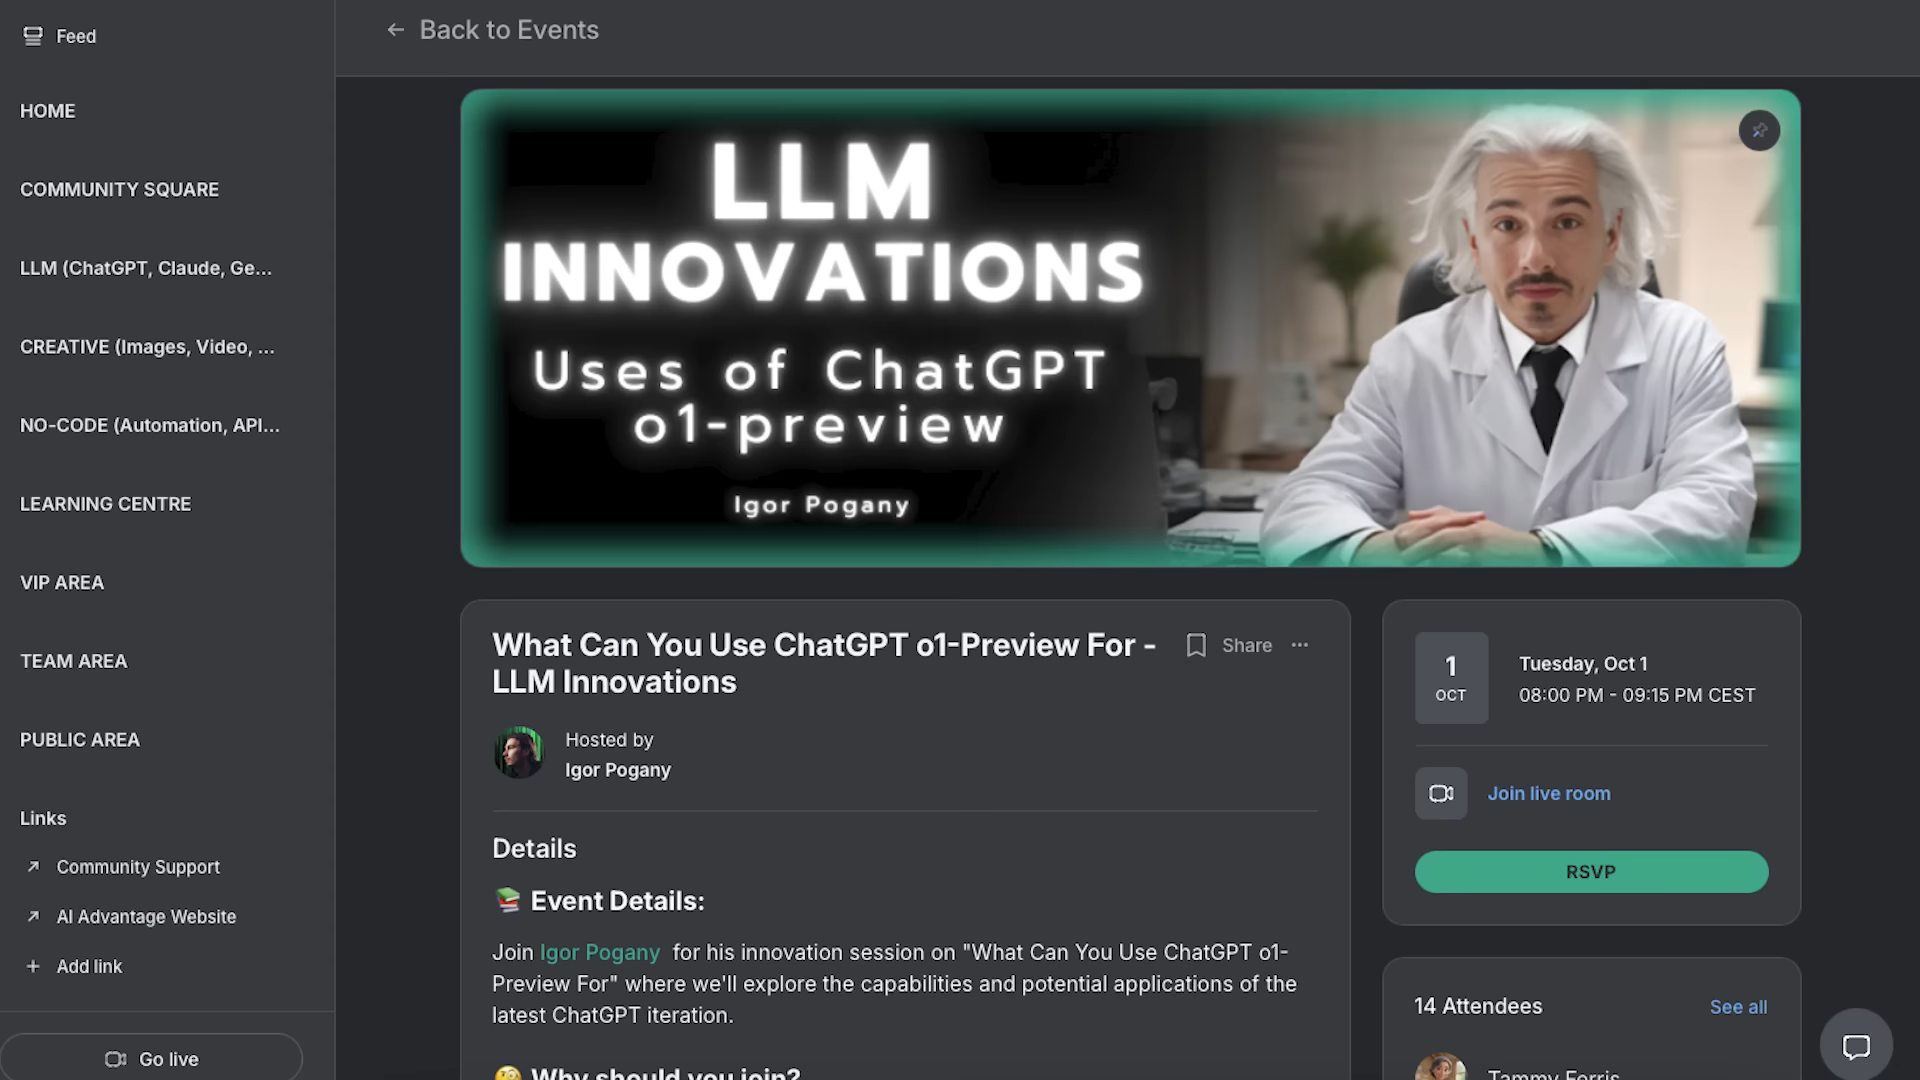 Feed
HOME
COMMUNITY SQUARE
LLM (ChatGPT, Claude, Ge...
CREATIVE (Images, Video, ...
NO-CODE (Automation, API...
LEARNING CENTRE
VIP AREA
TEAM AREA
PUBLIC AREA
Links
Community Support
AI Advantage Website
Add link
Go live
Back to Events
LLM
INNOVATIONS
Uses of ChatGPT
o1-preview
Igor Pogany
What Can You Use ChatGPT o1-Preview For -
LLM Innovations
Share
Hosted by
Igor Pogany
Details
Event Details:
Join Igor Pogany for his innovation session on "What Can You Use ChatGPT o1-
Preview For" where we'll explore the capabilities and potential applications of the
latest ChatGPT iteration.
Why should you join?
1
OCT
Tuesday, Oct 1
08:00 PM - 09:15 PM CEST
Join live room
RSVP
14 Attendees
See all
Tammy Ferris